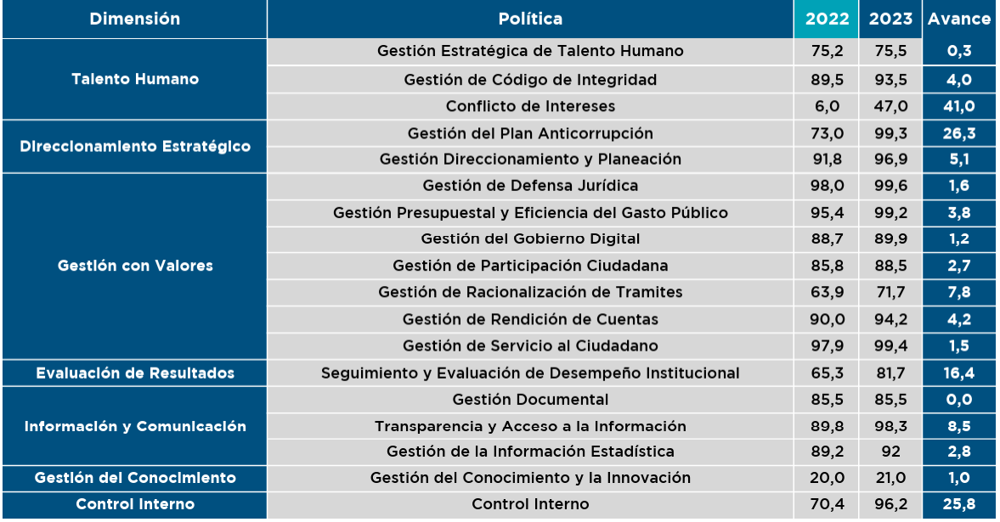 Dimensión Política 2022 2023 Avance
Talento Humano
Gestión Estratégica de Talento Humano 75,2 75,5 0,3
Gestión de Código de Integridad 89,5 93,5 4,0
Conflicto de Intereses 6,0 47,0 41,0
Direccionamiento Estratégico
Gestión del Plan Anticorrupción 73,0 99,3 26,3
Gestión Direccionamiento y Planeación 91,8 96,9 5,1
Gestión con Valores
Gestión de Defensa Jurídica 98,0 99,6 1,6
Gestión Presupuestal y Eficiencia del Gasto Público 95,4 99,2 3,8
Gestión del Gobierno Digital 88,7 89,9 1,2
Gestión de Participación Ciudadana 85,8 88,5 2,7
Gestión de Racionalización de Tramites 63,9 71,7 7,8
Gestión de Rendición de Cuentas 90,0 94,2 4,2
Gestión de Servicio al Ciudadano 97,9 99,4 1,5
Evaluación de Resultados Seguimiento y Evaluación de Desempeño Institucional 65,3 81,7 16,4
Información y Comunicación
Gestión Documental 85,5 85,5 0,0
Transparencia y Acceso a la Información 89,8 98,3 8,5
Gestión de la Información Estadística 89,2 92 2,8
Gestión del Conocimiento Gestión del Conocimiento y la Innovación 20,0 21,0 1,0
Control Interno Control Interno 70,4 96,2 25,8